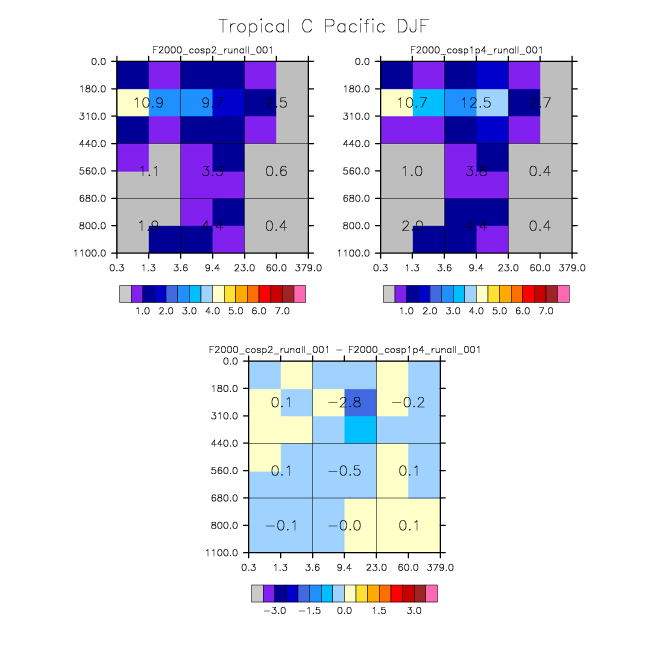 Tropical C Pacific DJF
F2000_cosp2_runall_001
F2000_cosp1p4_runall_001
0.0
180.0
310.0
440.0
560.0
680.0
800.0
1100.0
10.9 9.7 7.5
1.1 3.3 0.6
1.9 4.4 0.4
0.3 1.3 3.6 9.4 23.0 60.0 379.0
1.0 2.0 3.0 4.0 5.0 6.0 7.0
0.0
180.0
310.0
440.0
560.0
680.0
800.0
1100.0
10.7 12.5 7.7
1.0 3.8 0.4
2.0 4.4 0.4
0.3 1.3 3.6 9.4 23.0 60.0 379.0
1.0 2.0 3.0 4.0 5.0 6.0 7.0
F2000_cosp2_runall_001 − F2000_cosp1p4_runall_001
0.0
180.0
310.0
440.0
560.0
680.0
800.0
1100.0
0.1 −2.8 −0.2
0.1 −0.5 0.1
−0.1 −0.0 0.1
0.3 1.3 3.6 9.4 23.0 60.0 379.0
−3.0 −1.5 0.0 1.5 3.0